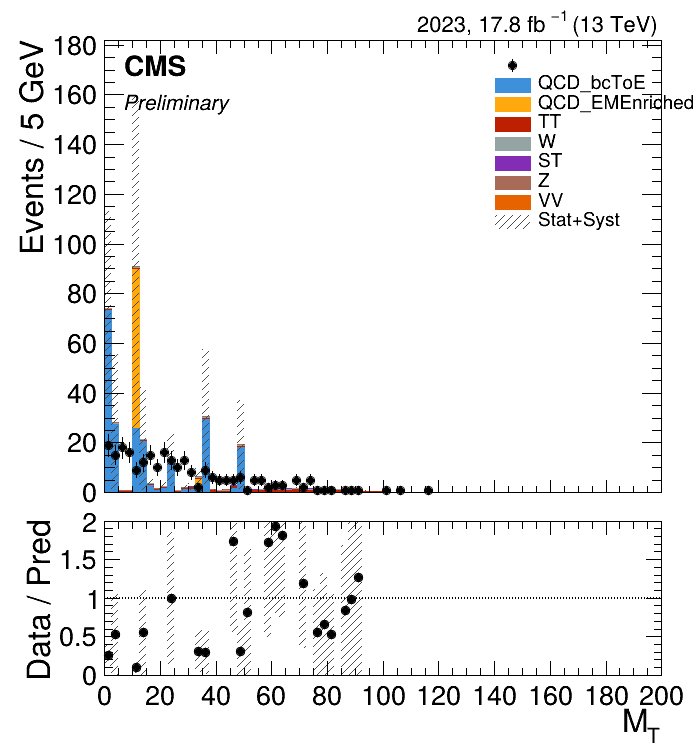 2023, 17.8 fb⁻¹ (13 TeV)
CMS
Preliminary
QCD_bcToE
QCD_EMEnriched
TT
W
ST
Z
VV
Stat+Syst
Events / 5 GeV
180
160
140
120
100
80
60
40
20
0
Data / Pred
2
1.5
1
0.5
0
0 20 40 60 80 100 120 140 160 180 200
M_T